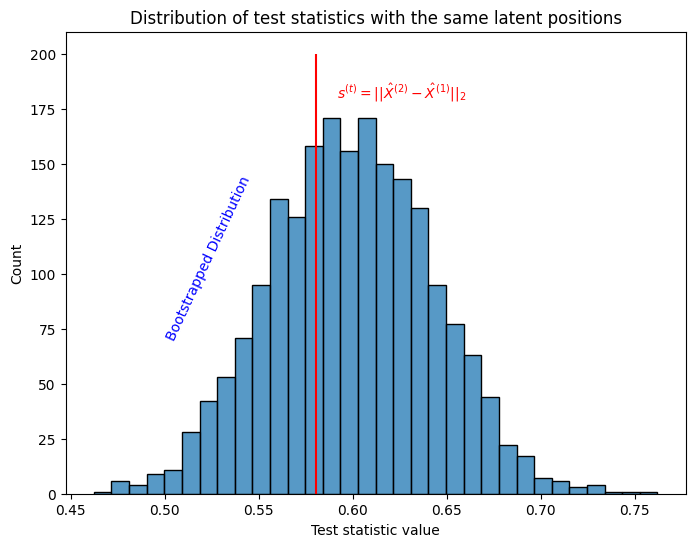 Distribution of test statistics with the same latent positions
200
175
150
125
100
75
50
25
0
Count
s^{(t)} = ||\hat{X}^{(2)} − \hat{X}^{(1)}||_2
Bootstrapped Distribution
0.45 0.50 0.55 0.60 0.65 0.70 0.75
Test statistic value